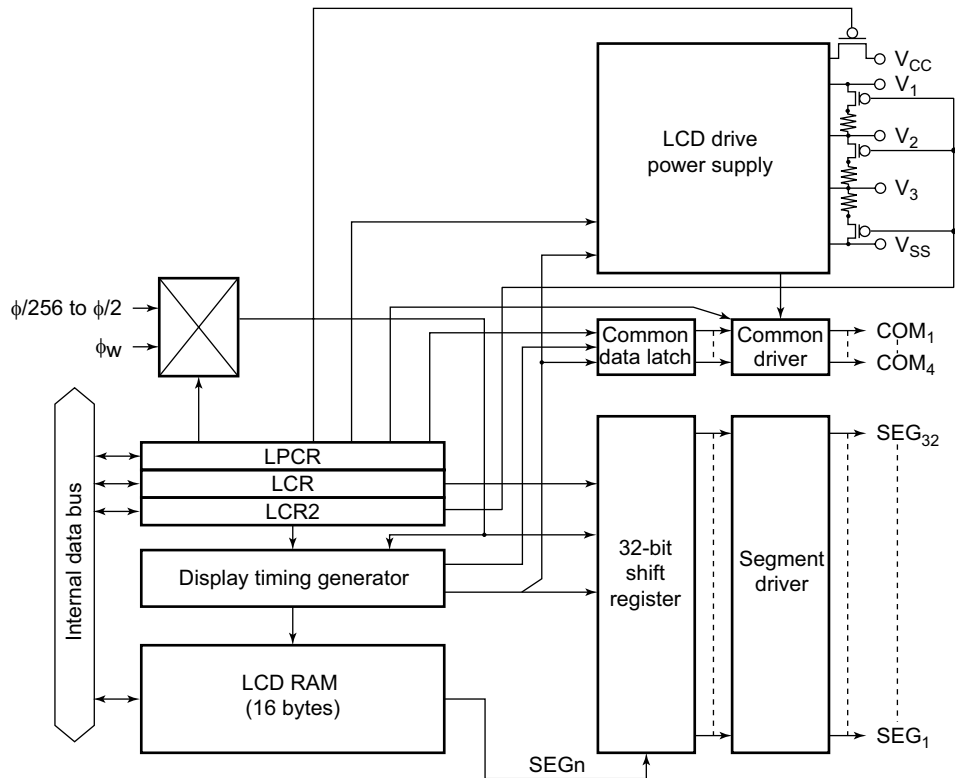 V_CC
V_1
LCD drive
power supply
V_2
V_3
V_SS
ϕ/256 to ϕ/2
ϕ_W
Common
data latch
Common
driver
COM_1
COM_4
Internal data bus
LPCR
LCR
LCR2
Display timing generator
LCD RAM
(16 bytes)
SEGn
32-bit
shift
register
Segment
driver
SEG_32
SEG_1